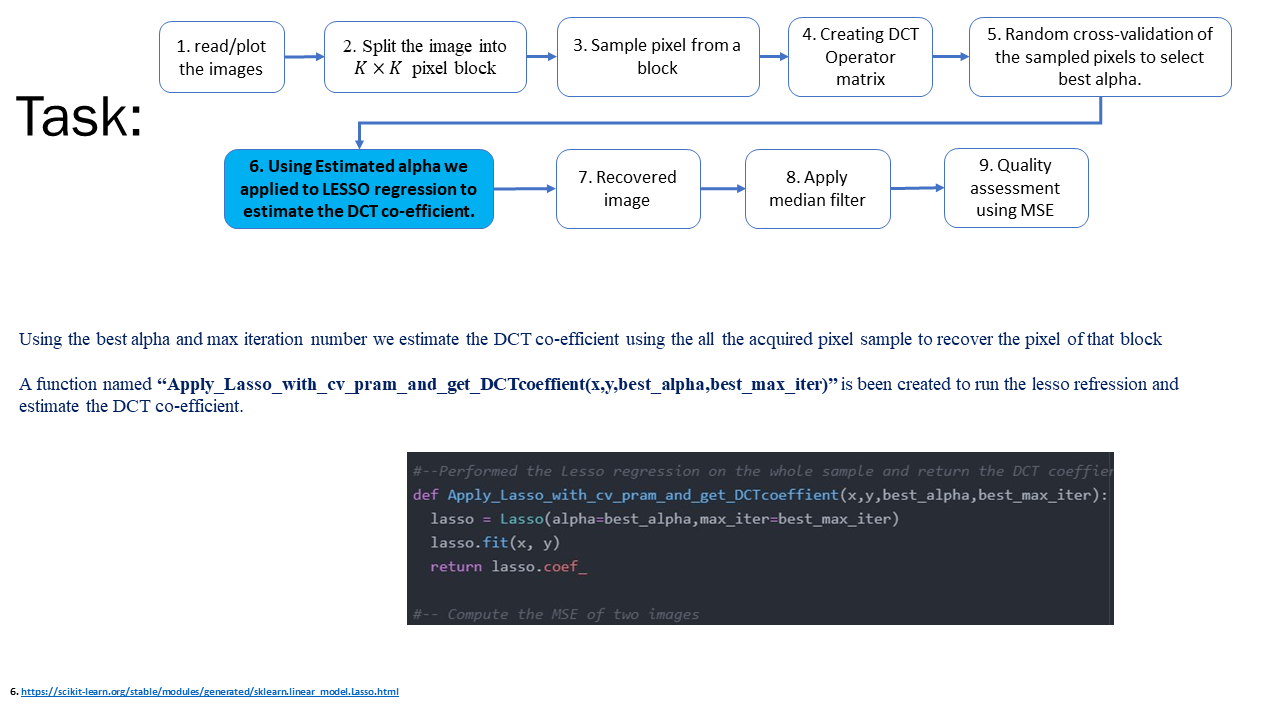 Task:
1. read/plot
the images
2. Split the image into
K × K pixel block
3. Sample pixel from a
block
4. Creating DCT
Operator
matrix
5. Random cross-validation of
the sampled pixels to select
best alpha.
6. Using Estimated alpha we
applied to LESSO regression to
estimate the DCT co-efficient.
7. Recovered
image
8. Apply
median filter
9. Quality
assessment
using MSE
Using the best alpha and max iteration number we estimate the DCT co-efficient using the all the acquired pixel sample to recover the pixel of that block
A function named “Apply_Lasso_with_cv_pram_and_get_DCTcoeffient(x,y,best_alpha,best_max_iter)” is been created to run the lesso refression and
estimate the DCT co-efficient.
#--Performed the Lesso regression on the whole sample and return the DCT coeffier
def Apply_Lasso_with_cv_pram_and_get_DCTcoeffient(x,y,best_alpha,best_max_iter):
lasso = Lasso(alpha=best_alpha,max_iter=best_max_iter)
lasso.fit(x, y)
return lasso.coef_
#-- Compute the MSE of two images
6. https://scikit-learn.org/stable/modules/generated/sklearn.linear_model.Lasso.html